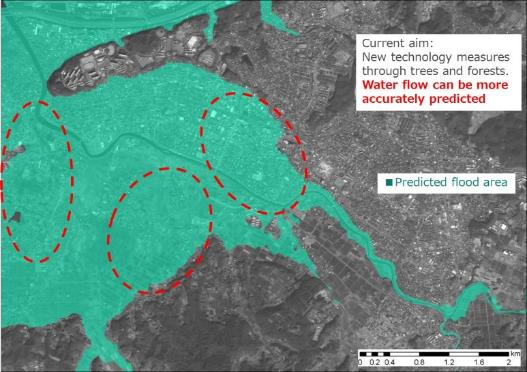 Current aim:
New technology measures
through trees and forests.
Water flow can be more
accurately predicted
Predicted flood area
km
0 0.2 0.4 0.8 1.2 1.6 2